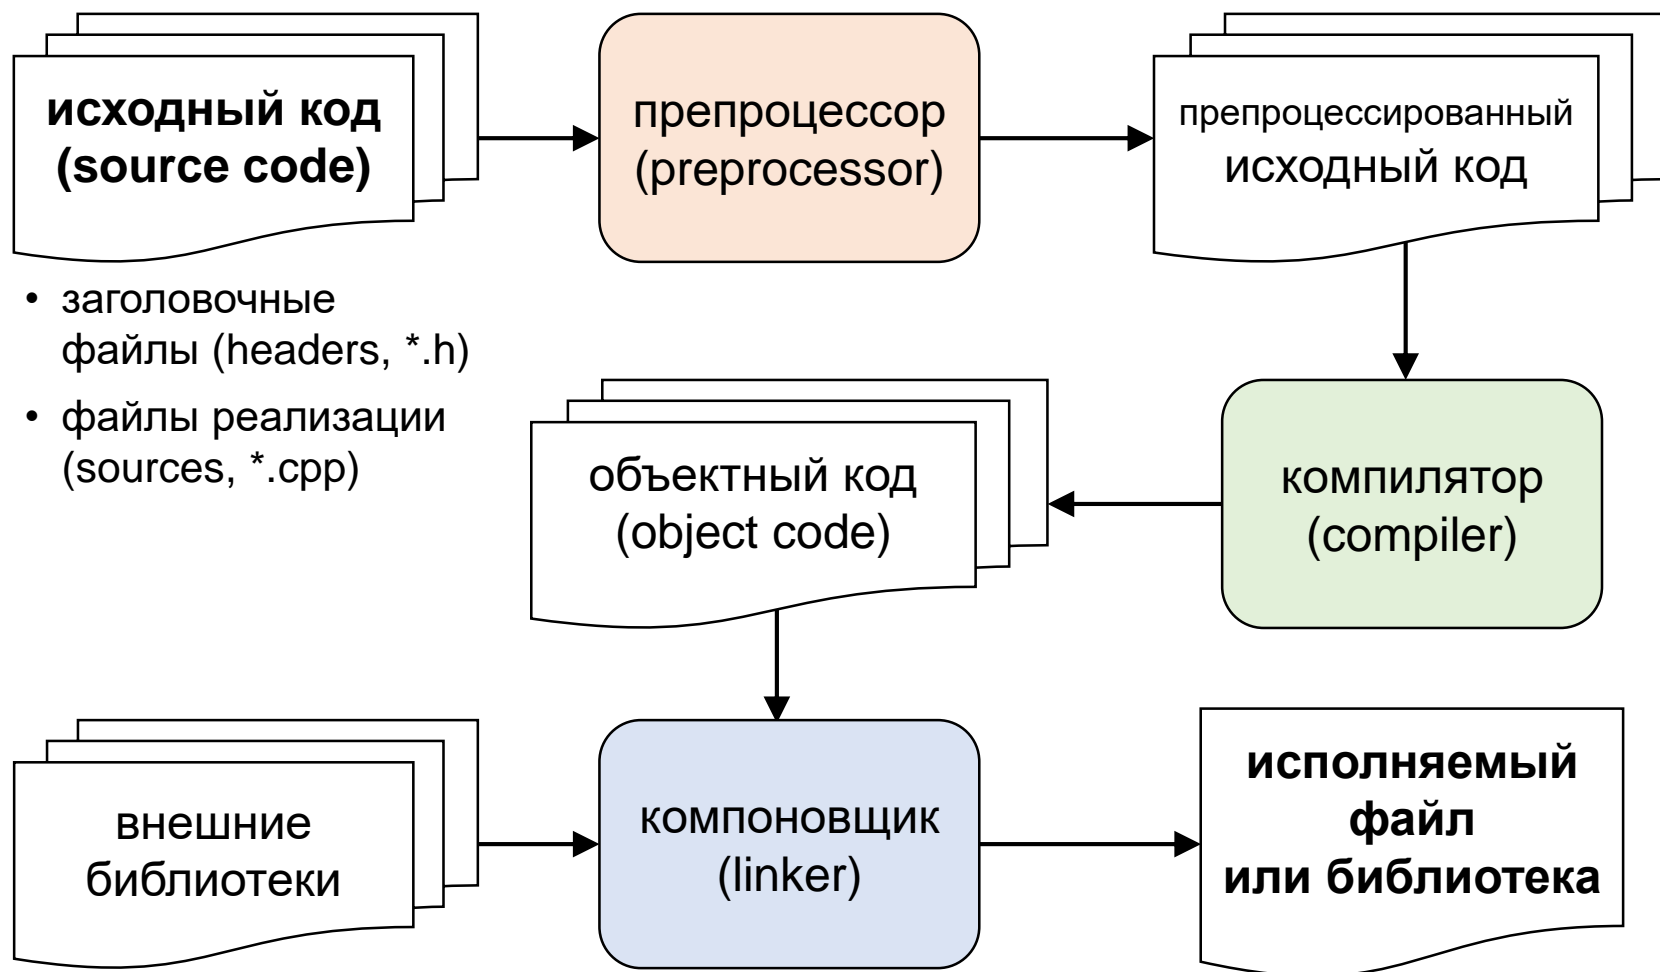 исходный код
(source code)
препроцессор
(preprocessor)
препроцессированный
исходный код
• заголовочные
файлы (headers, *.h)
• файлы реализации
(sources, *.cpp)
объектный код
(object code)
компилятор
(compiler)
внешние
библиотеки
компоновщик
(linker)
исполняемый
файл
или библиотека